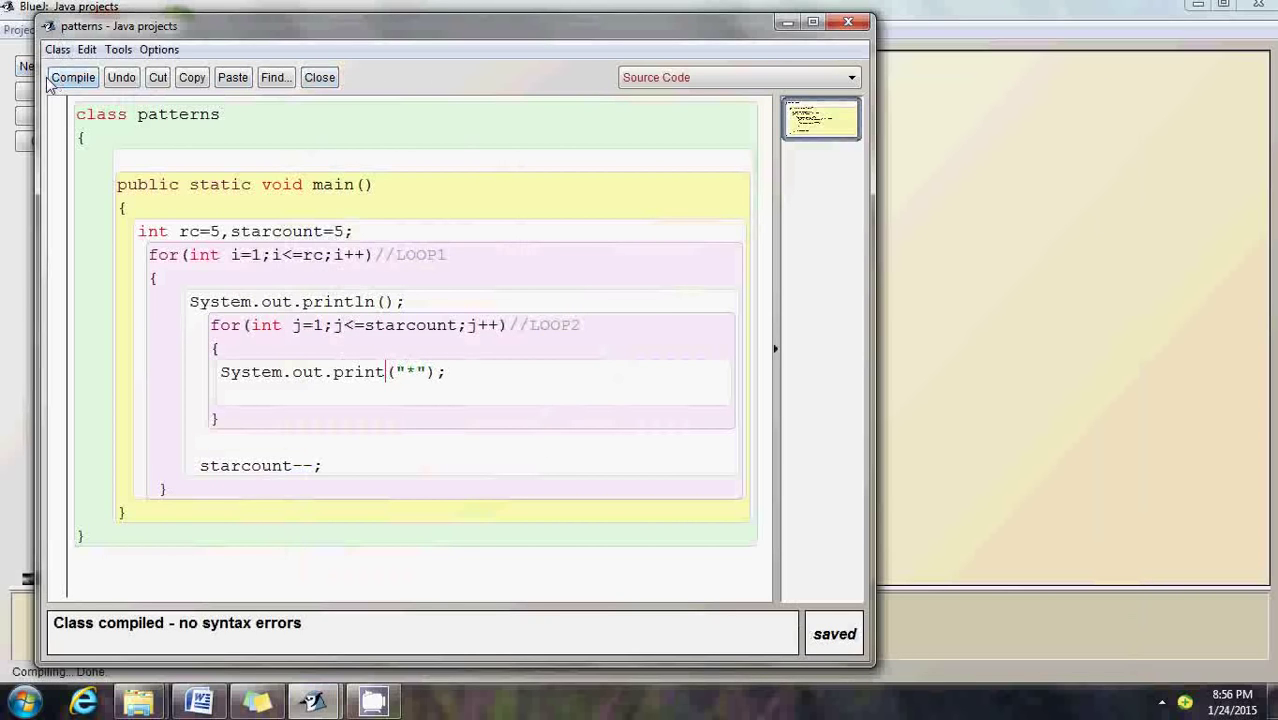 BlueJ: Java projects
Projec
patterns - Java projects
Class Edit Tools Options
Ne
Compile Undo Cut Copy Paste Find... Close
Source Code
class patterns
{
public static void main()
{
int rc=5,starcount=5;
for(int i=1;i<=rc;i++)//LOOP1
{
System.out.println();
for(int j=1;j<=starcount;j++)//LOOP2
{
System.out.print("*");
}
starcount--;
}
}
}
Class compiled - no syntax errors
saved
Compiling... Done.
8:56 PM
1/24/2015